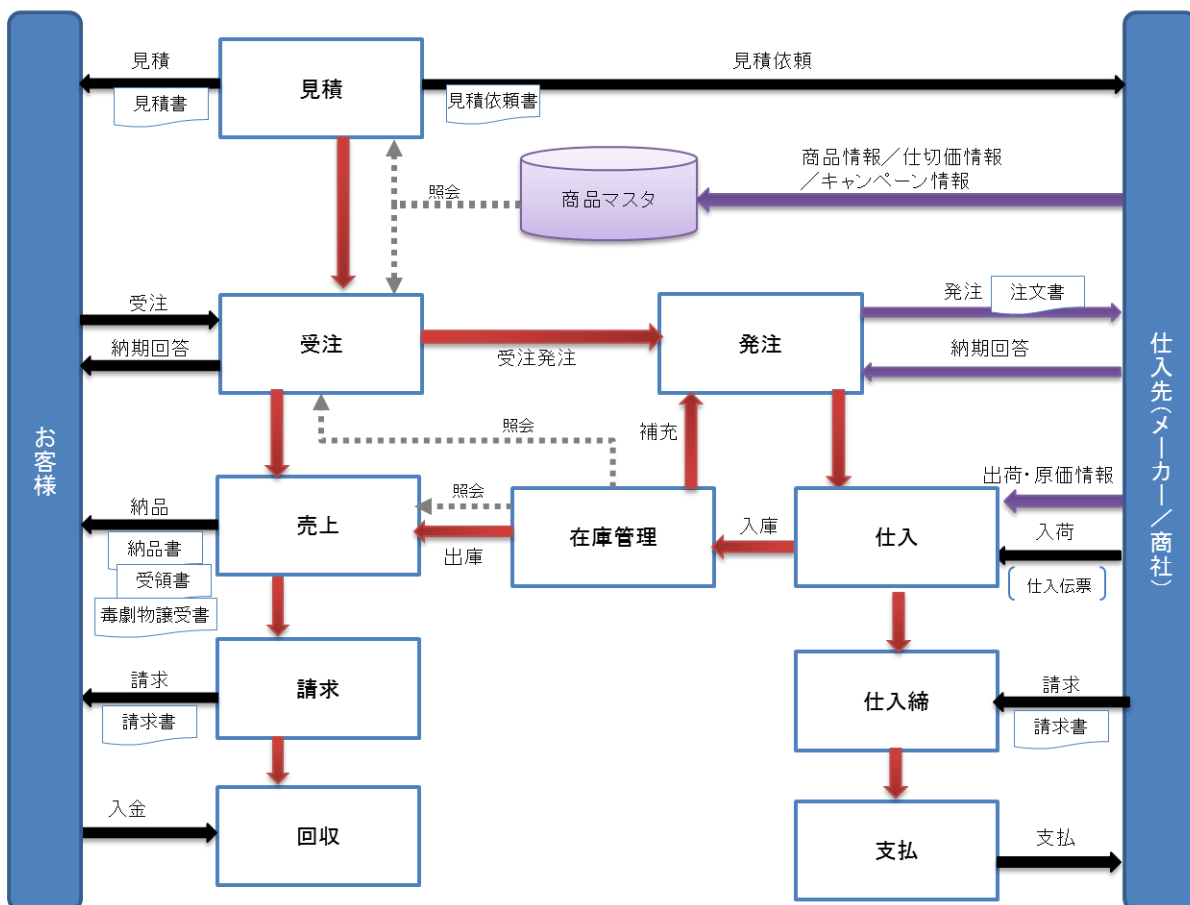 見積
見積書
見積
見積依頼
見積依頼書
商品情報/仕切価情報
/キャンペーン情報
商品マスタ
照会
受注
納期回答
受注
受注発注
発注
発注
注文書
納期回答
お客様
仕入先(メーカー/商社)
照会
補充
出荷・原価情報
納品
納品書
受領書
毒劇物譲受書
売上
照会
出庫
在庫管理
入庫
仕入
入荷
仕入伝票
請求
請求書
請求
仕入締
請求
請求書
入金
回収
支払
支払